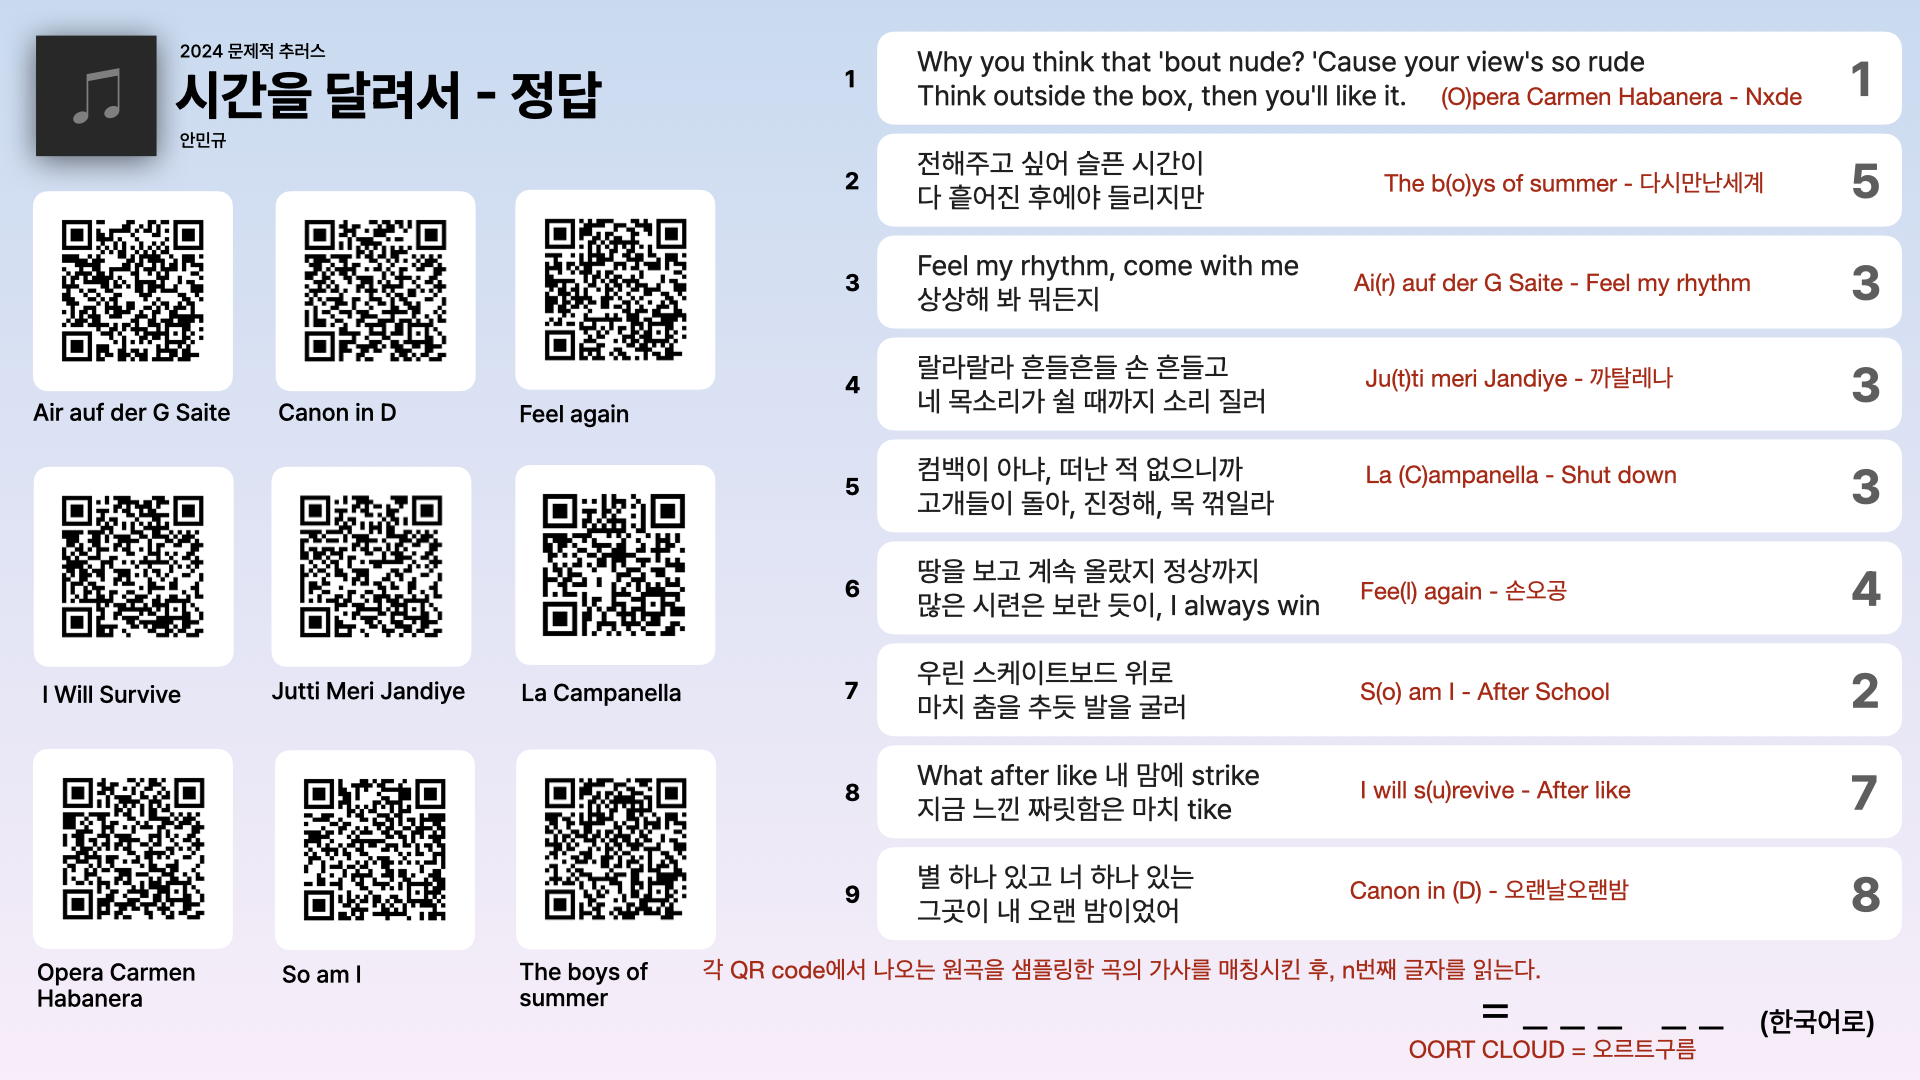 2024 문제적 추러스
시간을 달려서 - 정답
안민규
Air auf der G Saite
Canon in D
Feel again
I Will Survive
Jutti Meri Jandiye
La Campanella
Opera Carmen
Habanera
So am I
The boys of
summer
1
Why you think that 'bout nude? 'Cause your view's so rude
Think outside the box, then you'll like it.
(O)pera Carmen Habanera - Nxde
1
2
전해주고 싶어 슬픈 시간이
다 흩어진 후에야 들리지만
The b(o)ys of summer - 다시만난세계
5
3
Feel my rhythm, come with me
상상해 봐 뭐든지
Ai(r) auf der G Saite - Feel my rhythm
3
4
랄라랄라 흔들흔들 손 흔들고
네 목소리가 쉴 때까지 소리 질러
Ju(t)ti meri Jandiye - 까탈레나
3
5
컴백이 아냐, 떠난 적 없으니까
고개들이 돌아, 진정해, 목 꺾일라
La (C)ampanella - Shut down
3
6
땅을 보고 계속 올랐지 정상까지
많은 시련은 보란 듯이, I always win
Fee(l) again - 손오공
4
7
우린 스케이트보드 위로
마치 춤을 추듯 발을 굴러
S(o) am I - After School
2
8
What after like 내 맘에 strike
지금 느낀 짜릿함은 마치 tike
I will s(u)revive - After like
7
9
별 하나 있고 너 하나 있는
그곳이 내 오랜 밤이었어
Canon in (D) - 오랜날오랜밤
8
각 QR code에서 나오는 원곡을 샘플링한 곡의 가사를 매칭시킨 후, n번째 글자를 읽는다.
= _ _ _ _ _ (한국어로)
OORT CLOUD = 오르트구름